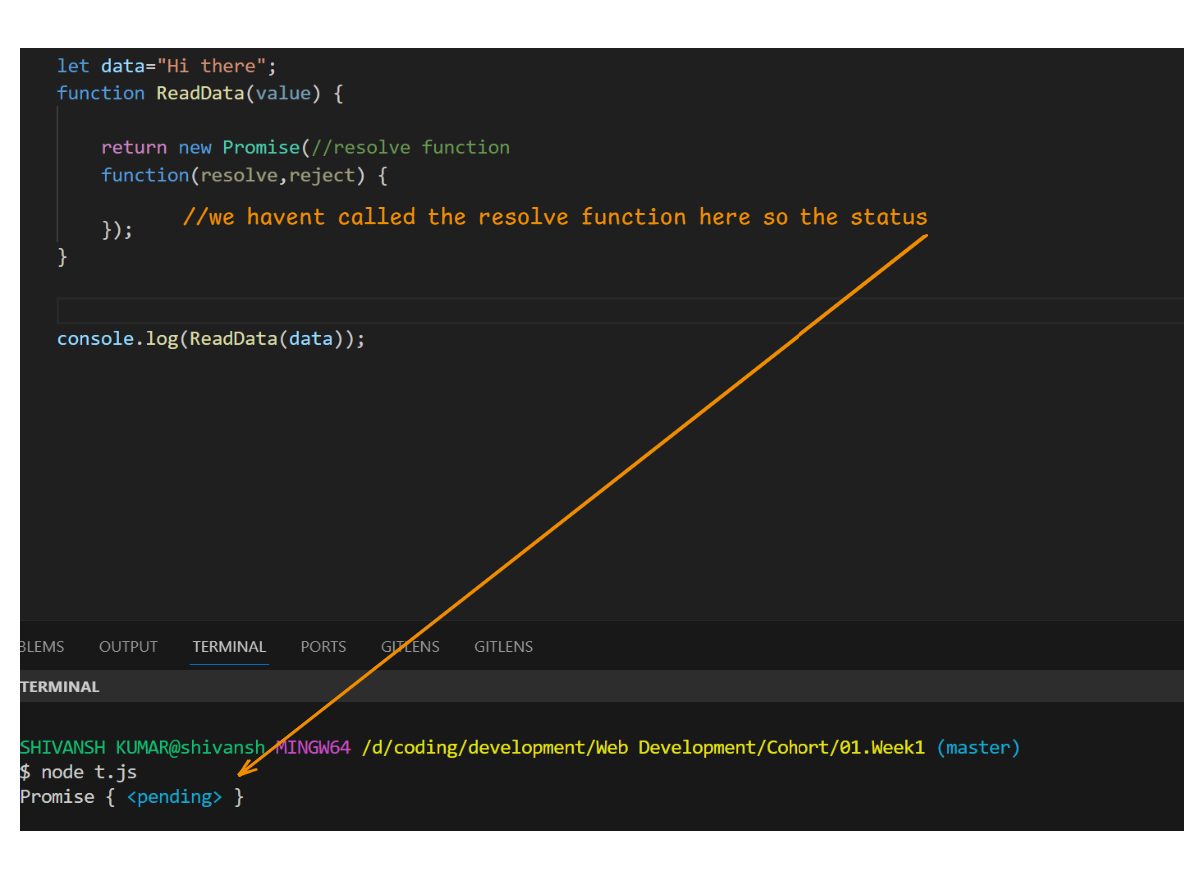 let data="Hi there";
function ReadData(value) {
return new Promise(//resolve function
function(resolve,reject) {
//we havent called the resolve function here so the status
});
}
console.log(ReadData(data));
BLEMS OUTPUT TERMINAL PORTS GITLENS GITLENS
TERMINAL
SHIVANSH KUMAR@shivansh MINGW64 /d/coding/development/Web Development/Cohort/01.Week1 (master)
$ node t.js
Promise { <pending> }